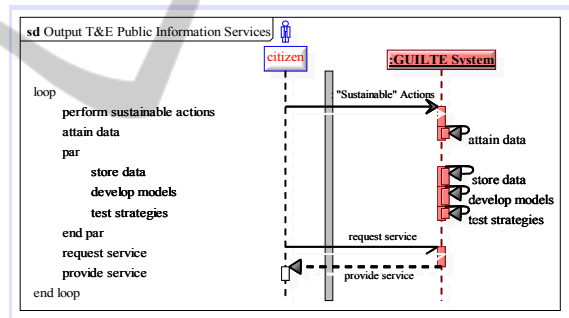 sd Output T&E Public Information Services
citizen
:GUILTE System
loop
perform sustainable actions
attain data
par
store data
develop models
test strategies
end par
request service
provide service
end loop
: "Sustainable" Actions
attain data
store data
develop models
test strategies
request service
provide service